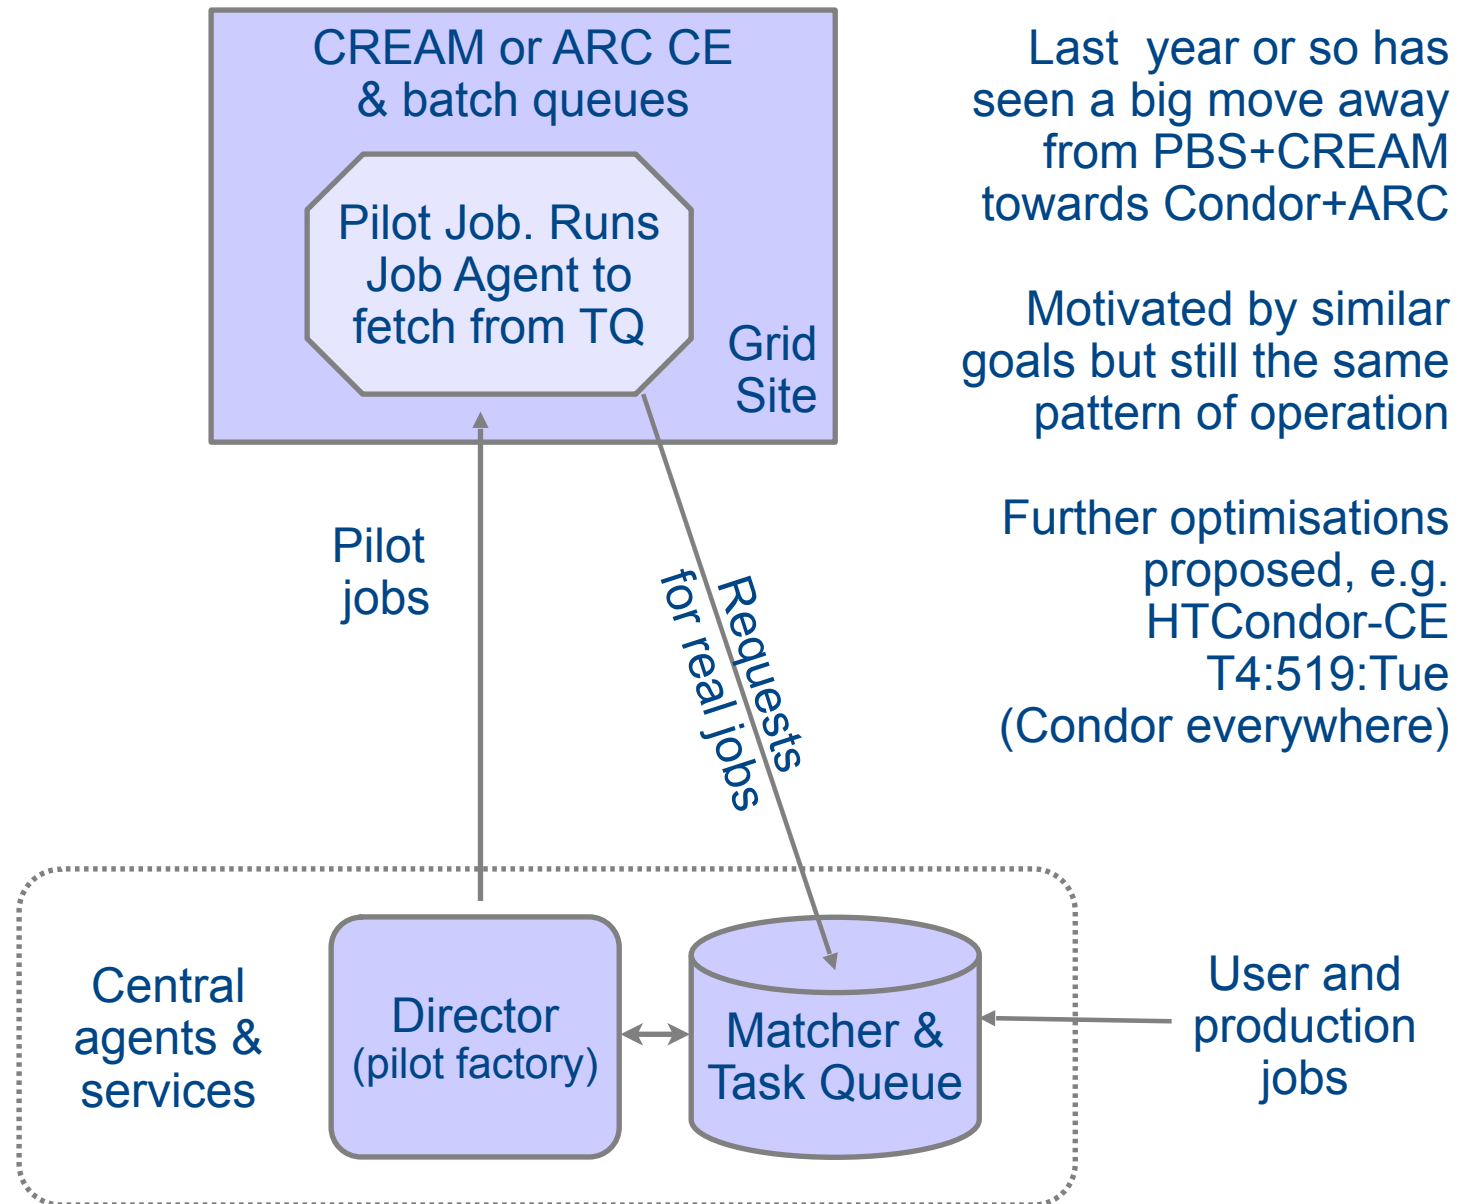 CREAM or ARC CE
& batch queues
Pilot Job. Runs
Job Agent to
fetch from TQ
Grid
Site
Last year or so has
seen a big move away
from PBS+CREAM
towards Condor+ARC
Motivated by similar
goals but still the same
pattern of operation
Further optimisations
proposed, e.g.
HTCondor-CE
T4:519:Tue
(Condor everywhere)
Pilot
jobs
Requests
for real jobs
Central
agents &
services
Director
(pilot factory)
Matcher &
Task Queue
User and
production
jobs